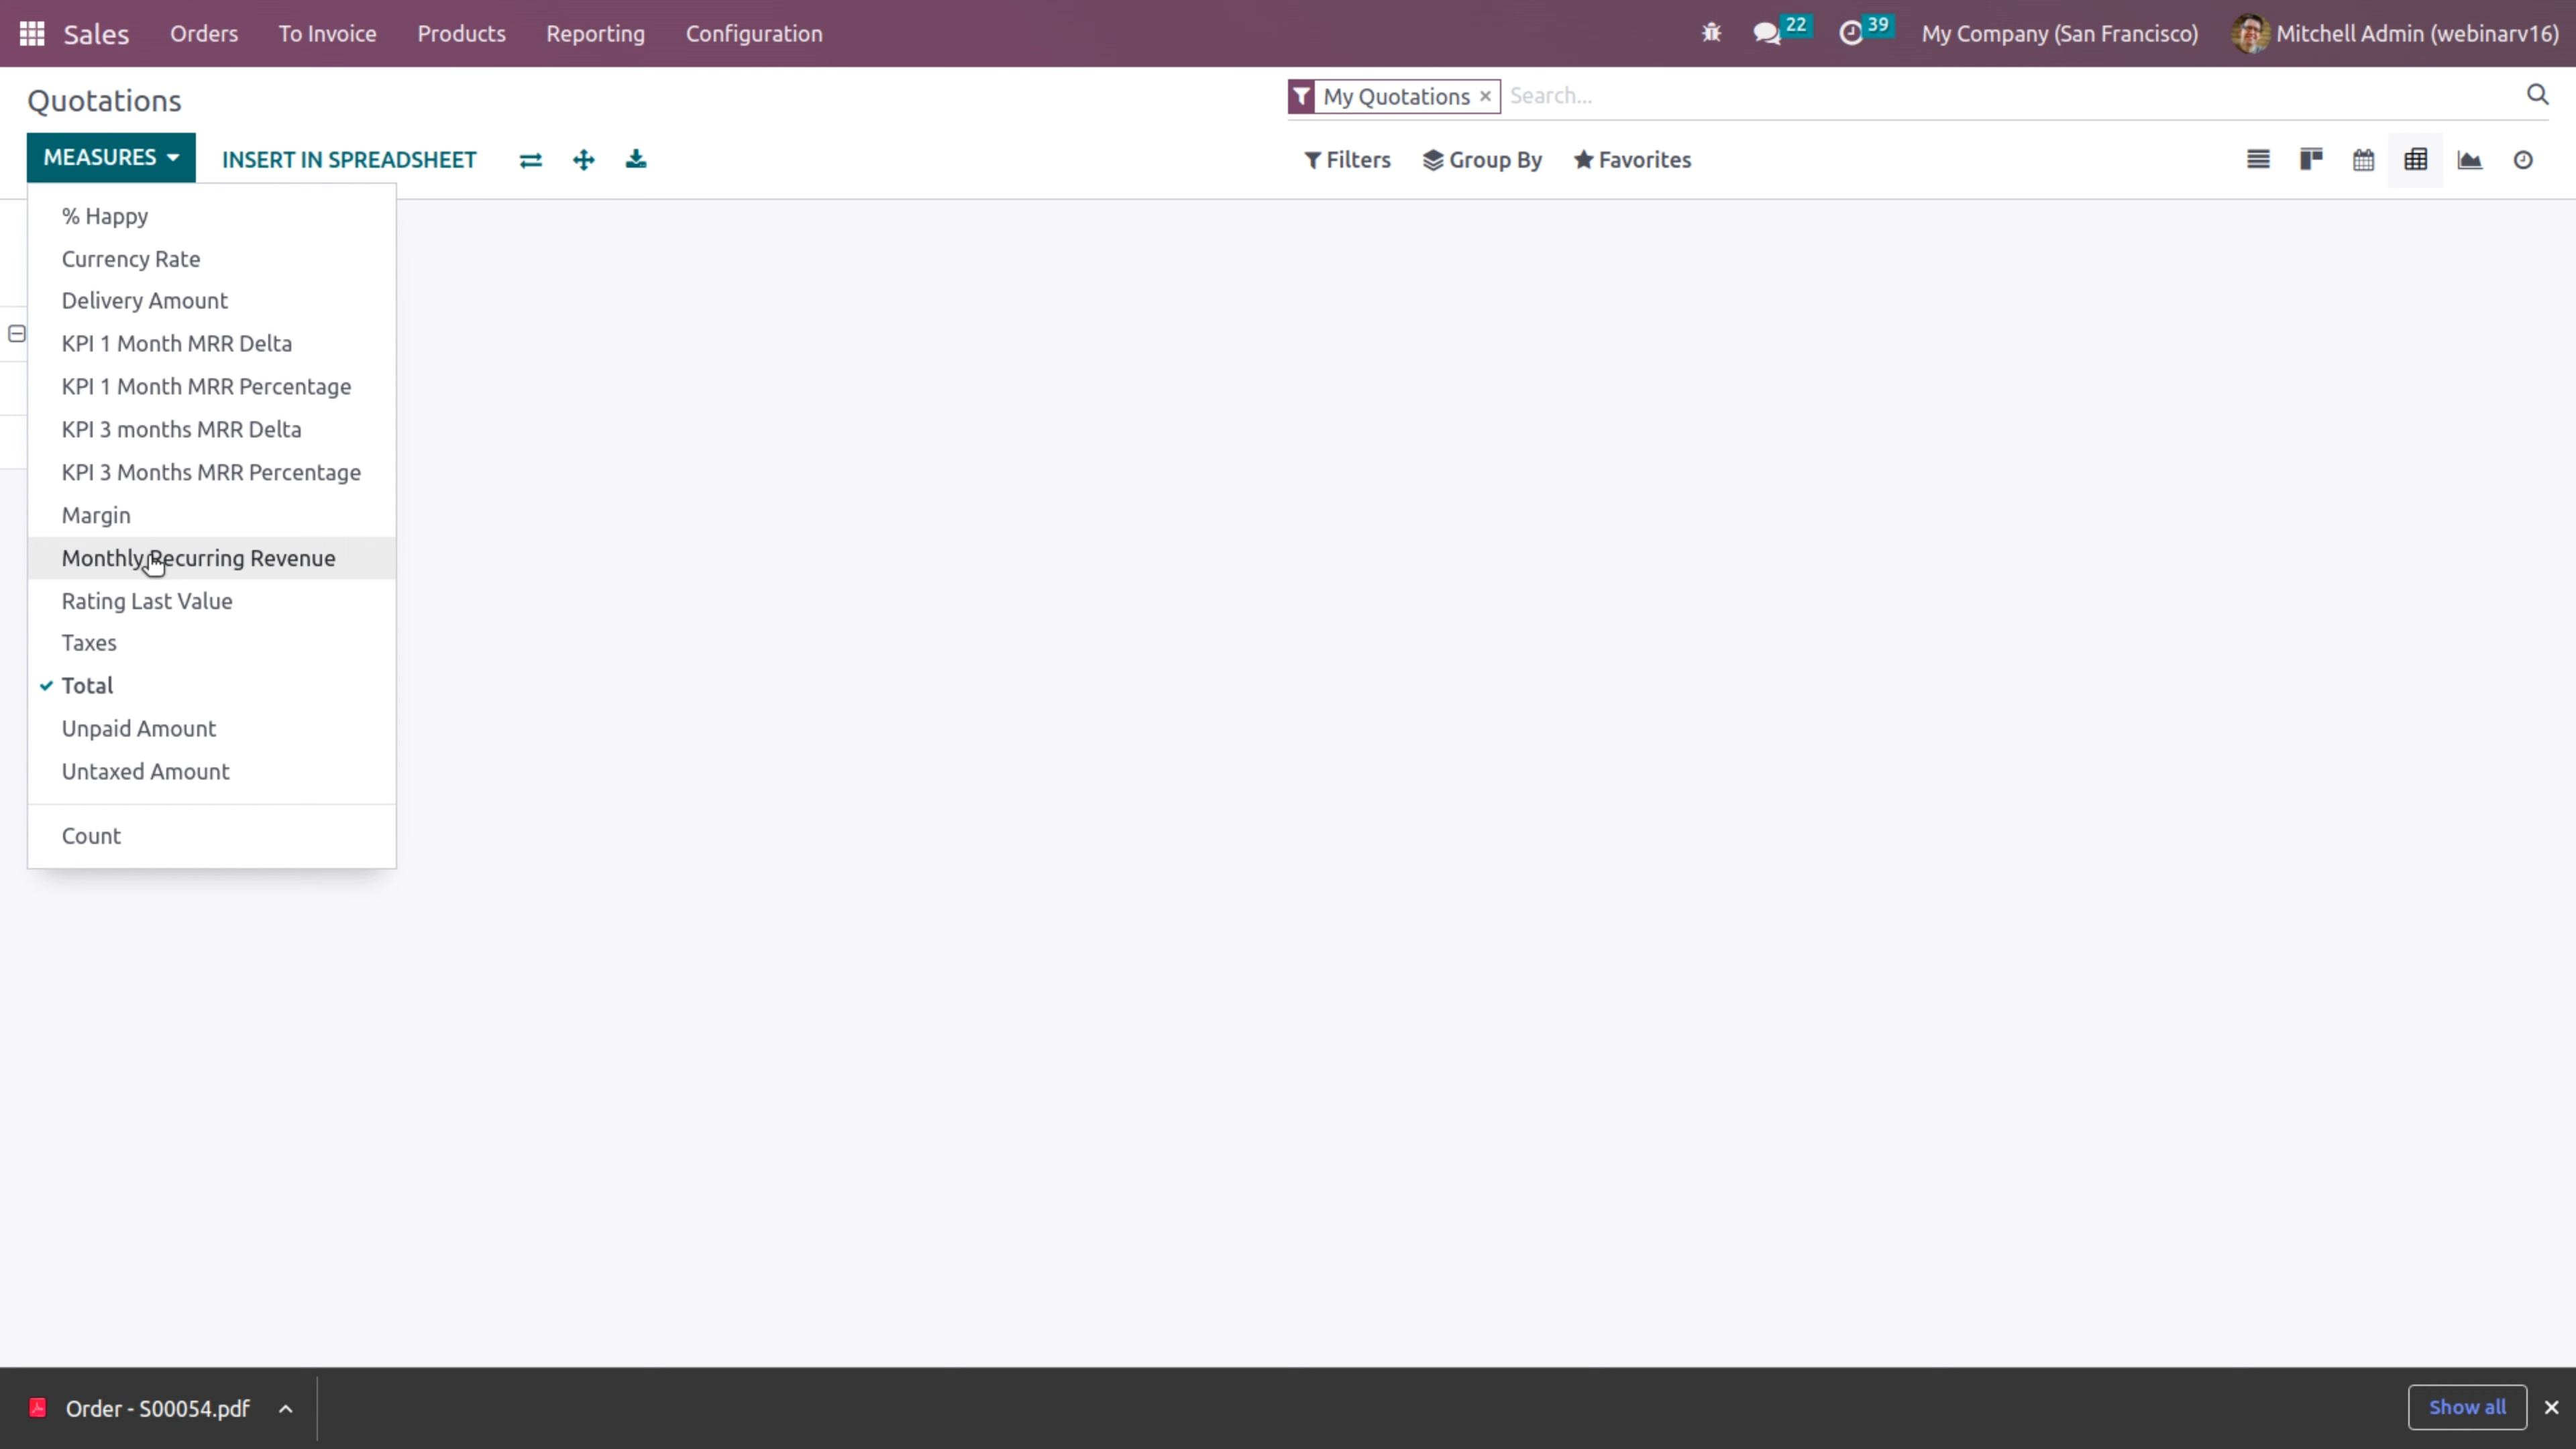 Sales Orders To Invoice Products Reporting Configuration 22 39 My Company (San Francisco) Mitchell Admin (webinarv16)
Quotations My Quotations × Search...
MEASURES INSERT IN SPREADSHEET Filters Group By Favorites
% Happy
Currency Rate
Delivery Amount
KPI 1 Month MRR Delta
KPI 1 Month MRR Percentage
KPI 3 months MRR Delta
KPI 3 Months MRR Percentage
Margin
Monthly Recurring Revenue
Rating Last Value
Taxes
Total
Unpaid Amount
Untaxed Amount
Count
Order - S00054.pdf Show all